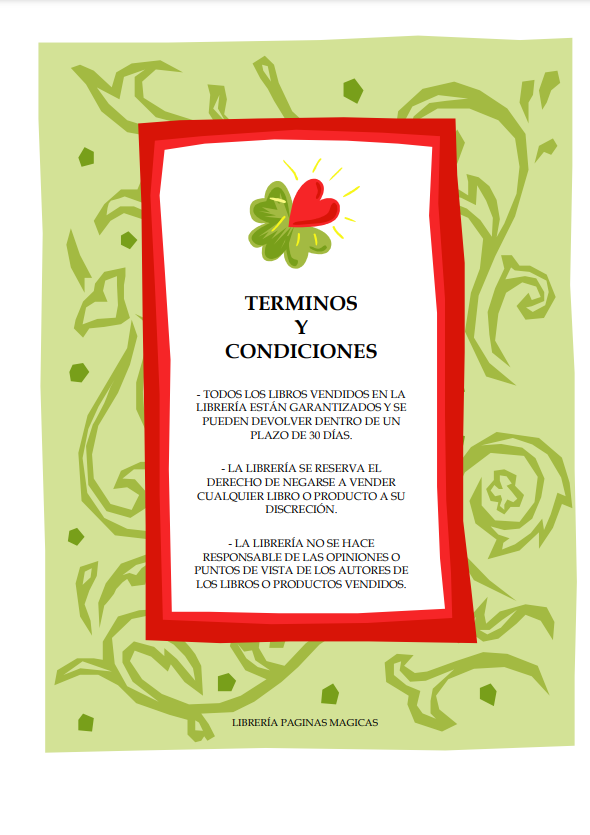 TERMINOS
Y
CONDICIONES
- TODOS LOS LIBROS VENDIDOS EN LA
LIBRERÍA ESTÁN GARANTIZADOS Y SE
PUEDEN DEVOLVER DENTRO DE UN
PLAZO DE 30 DÍAS.
- LA LIBRERÍA SE RESERVA EL
DERECHO DE NEGARSE A VENDER
CUALQUIER LIBRO O PRODUCTO A SU
DISCRECIÓN.
- LA LIBRERÍA NO SE HACE
RESPONSABLE DE LAS OPINIONES O
PUNTOS DE VISTA DE LOS AUTORES DE
LOS LIBROS O PRODUCTOS VENDIDOS.
LIBRERÍA PAGINAS MAGICAS